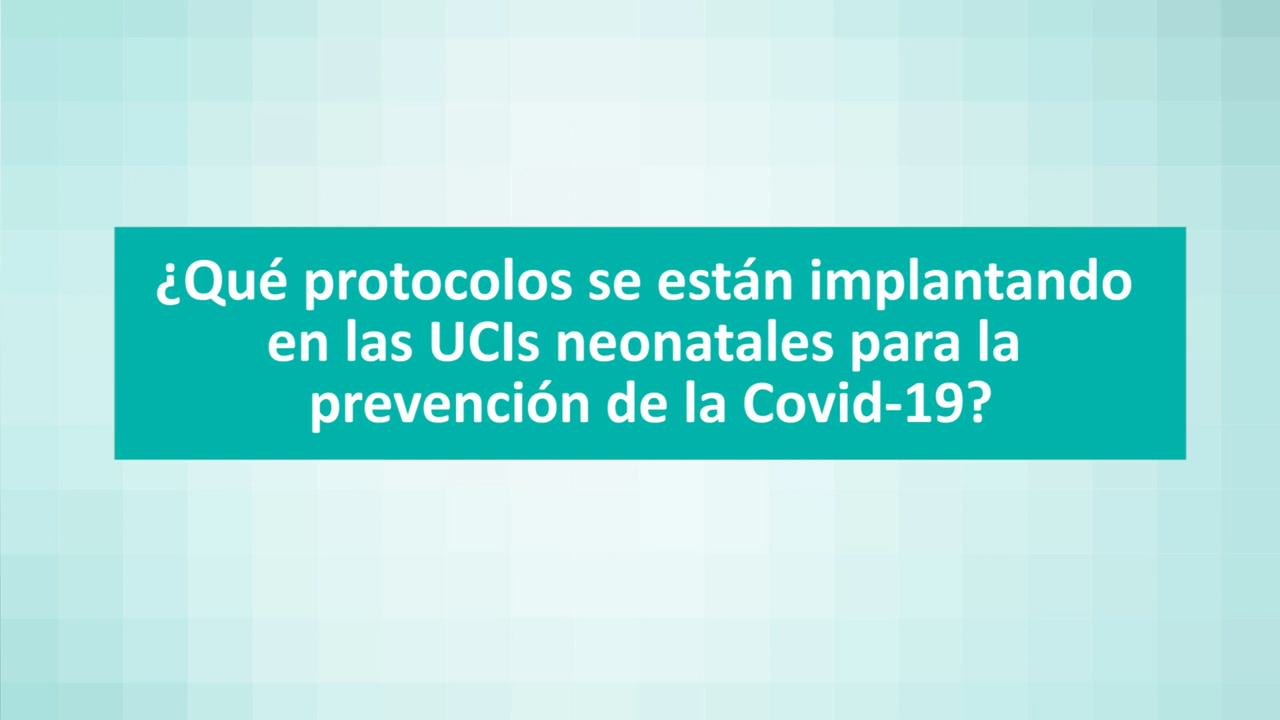 ¿Qué protocolos se están implantando
en las UCIs neonatales para la
prevención de la Covid-19?